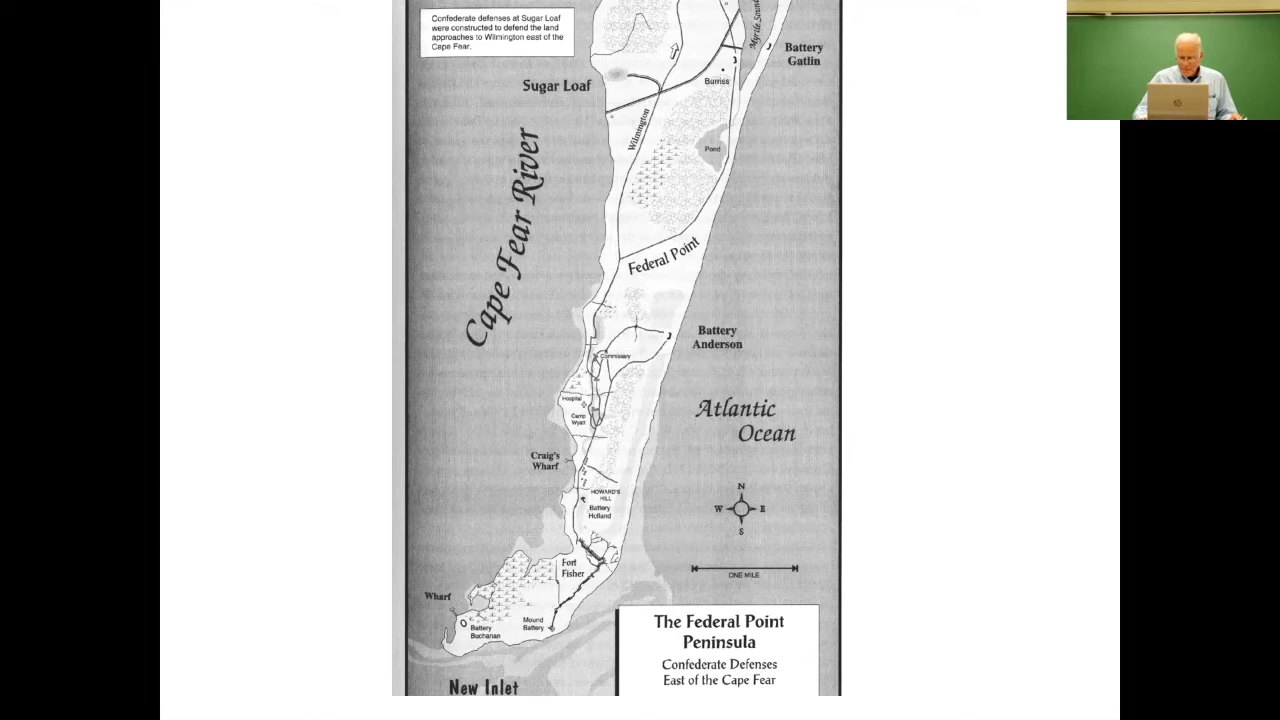 Confederate defenses at Sugar Loaf
were constructed to defend the land
approaches to Wilmington east of the
Cape Fear.
Myrtle Sound
Battery
Gatlin
Sugar Loaf
Burriss
Wilmington
Pond
Cape Fear River
Federal Point
Battery
Anderson
Commissary
Hospital
Camp
Wyatt
Atlantic
Ocean
Craig's
Wharf
HOWARD'S
HILL
Battery
Holland
N
W
E
S
Fort
Fisher
ONE MILE
Wharf
Mound
Battery
Battery
Buchanan
The Federal Point
Peninsula
Confederate Defenses
East of the Cape Fear
New Inlet